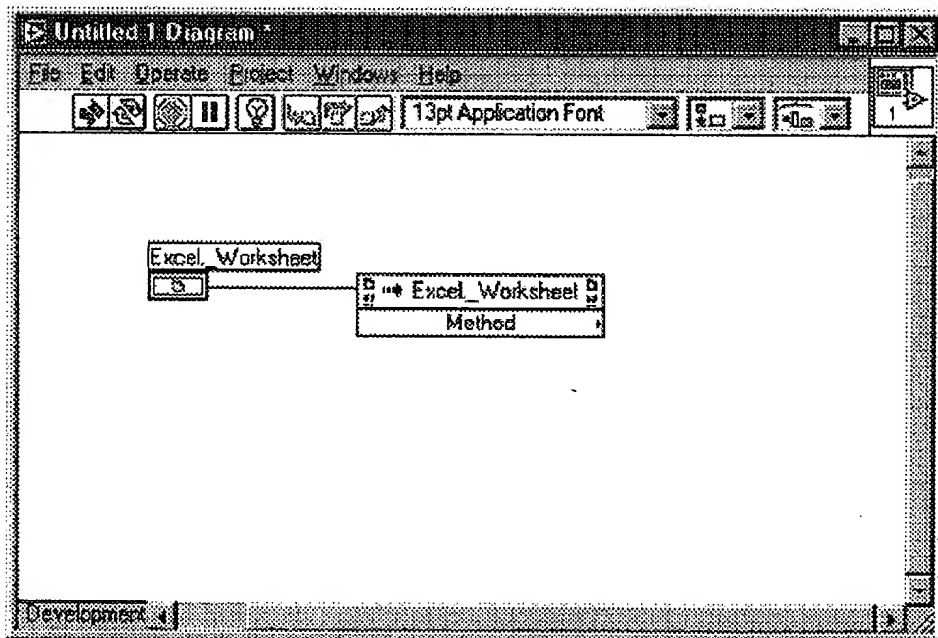 Untitled 1 Diagram *
File Edit Operate Project Windows Help
13pt Application Font
1
Excel._Worksheet
Excel._Worksheet
Method
Development